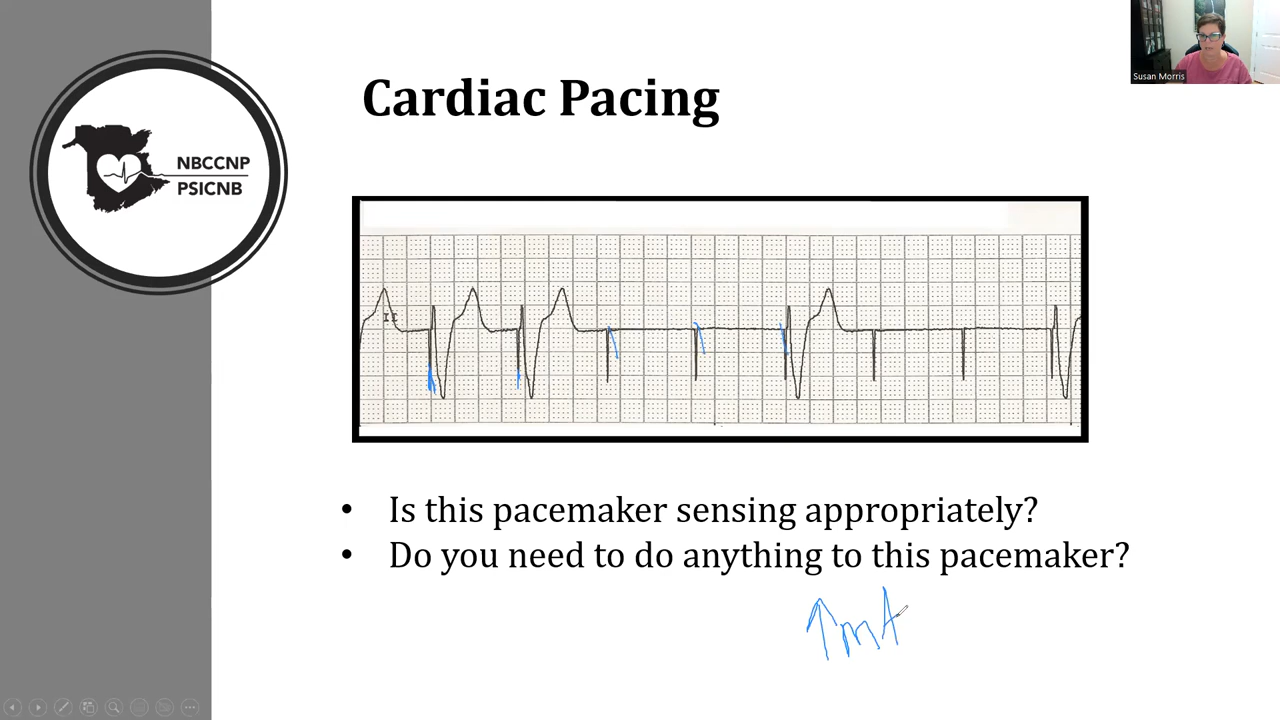 Susan Morris
Cardiac Pacing
NBCCNP
PSICNB
II
• Is this pacemaker sensing appropriately?
• Do you need to do anything to this pacemaker?
↑mA